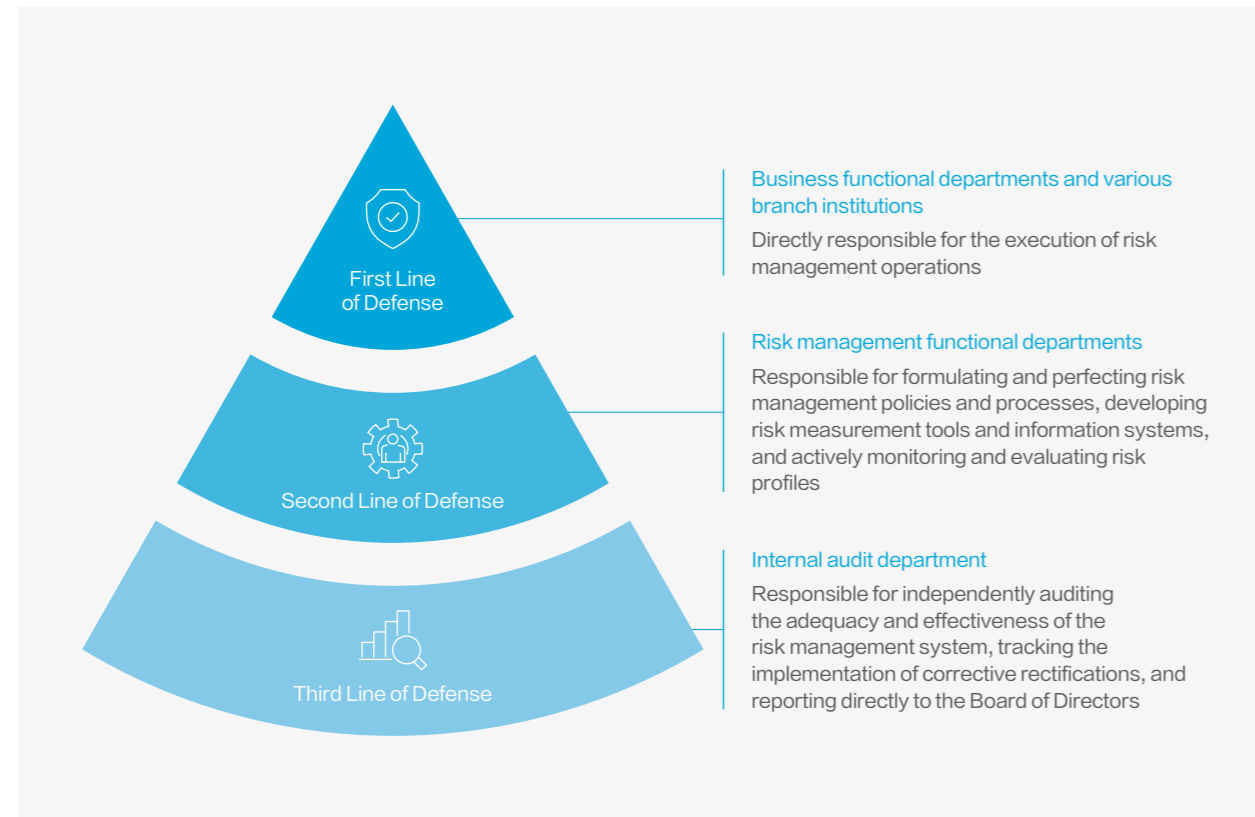 First Line
of Defense
Business functional departments and various
branch institutions
Directly responsible for the execution of risk
management operations
Second Line of Defense
Risk management functional departments
Responsible for formulating and perfecting risk
management policies and processes, developing
risk measurement tools and information systems,
and actively monitoring and evaluating risk
profiles
Third Line of Defense
Internal audit department
Responsible for independently auditing
the adequacy and effectiveness of the
risk management system, tracking the
implementation of corrective rectifications, and
reporting directly to the Board of Directors